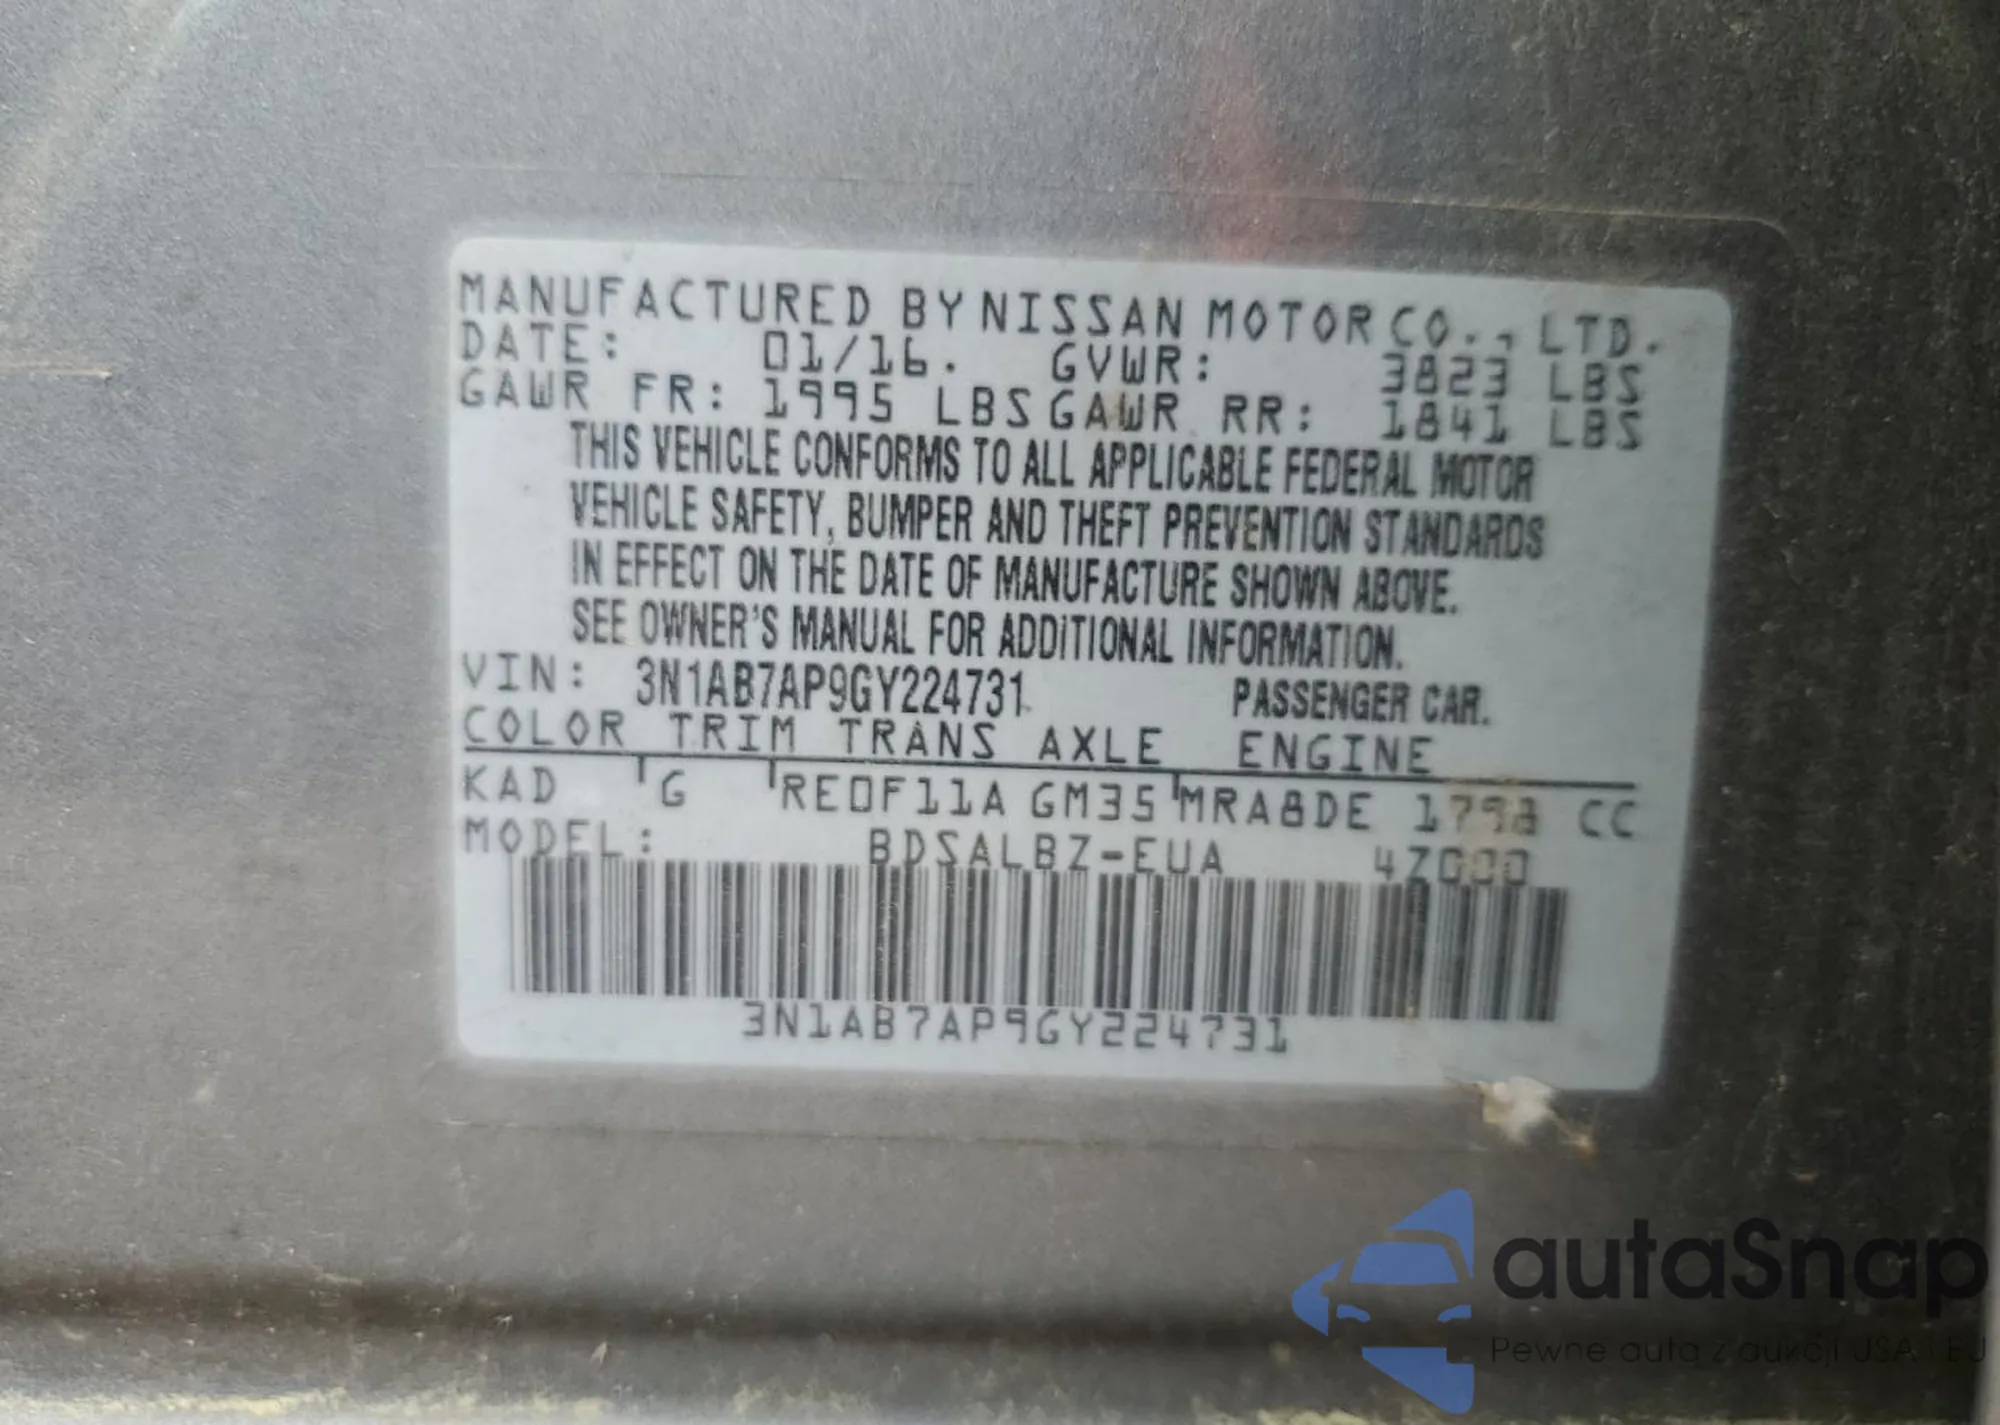 MANUFACTURED BY NISSAN MOTOR CO., LTD.
DATE: 01/16. GVWR: 3823 LBS
GAWR FR: 1995 LBS GAWR RR: 1841 LBS
THIS VEHICLE CONFORMS TO ALL APPLICABLE FEDERAL MOTOR
VEHICLE SAFETY, BUMPER AND THEFT PREVENTION STANDARDS
IN EFFECT ON THE DATE OF MANUFACTURE SHOWN ABOVE.
SEE OWNER'S MANUAL FOR ADDITIONAL INFORMATION.
VIN: 3N1AB7AP9GY224731 PASSENGER CAR.
COLOR TRIM TRANS AXLE ENGINE
KAD G RE0F11A GM35 MRA8DE 1798 CC
MODEL: BDSALBZ-EUA 4Z000
3N1AB7AP9GY224731
autaSnap
Pewne auta z aukcji USA i EU